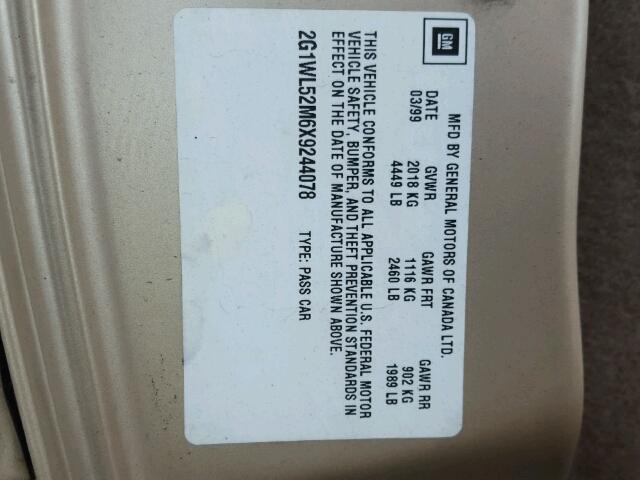 GM
MFD BY GENERAL MOTORS OF CANADA LTD.
DATE GVWR GAWR FRT GAWR RR
03/99 2018 KG 1116 KG 902 KG
4449 LB 2460 LB 1989 LB
THIS VEHICLE CONFORMS TO ALL APPLICABLE U.S. FEDERAL MOTOR
VEHICLE SAFETY, BUMPER, AND THEFT PREVENTION STANDARDS IN
EFFECT ON THE DATE OF MANUFACTURE SHOWN ABOVE.
2G1WL52M6X9244078 TYPE: PASS CAR